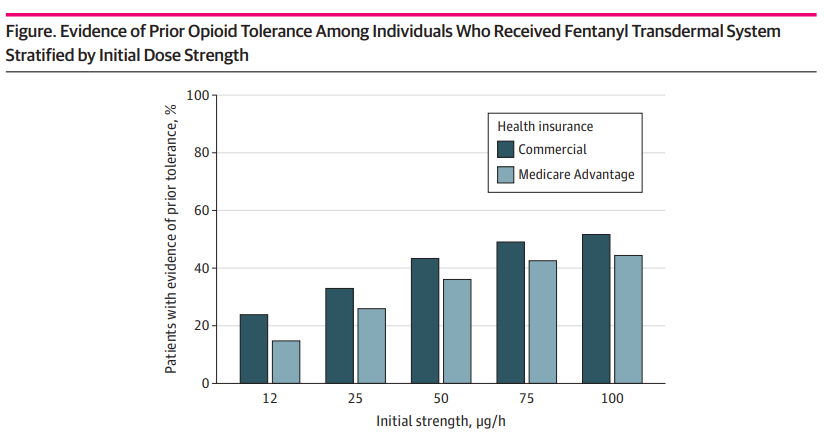 Figure. Evidence of Prior Opioid Tolerance Among Individuals Who Received Fentanyl Transdermal System
Stratified by Initial Dose Strength
Patients with evidence of prior tolerance, %
100
80
60
40
20
0
Health insurance
Commercial
Medicare Advantage
12 25 50 75 100
Initial strength, μg/h